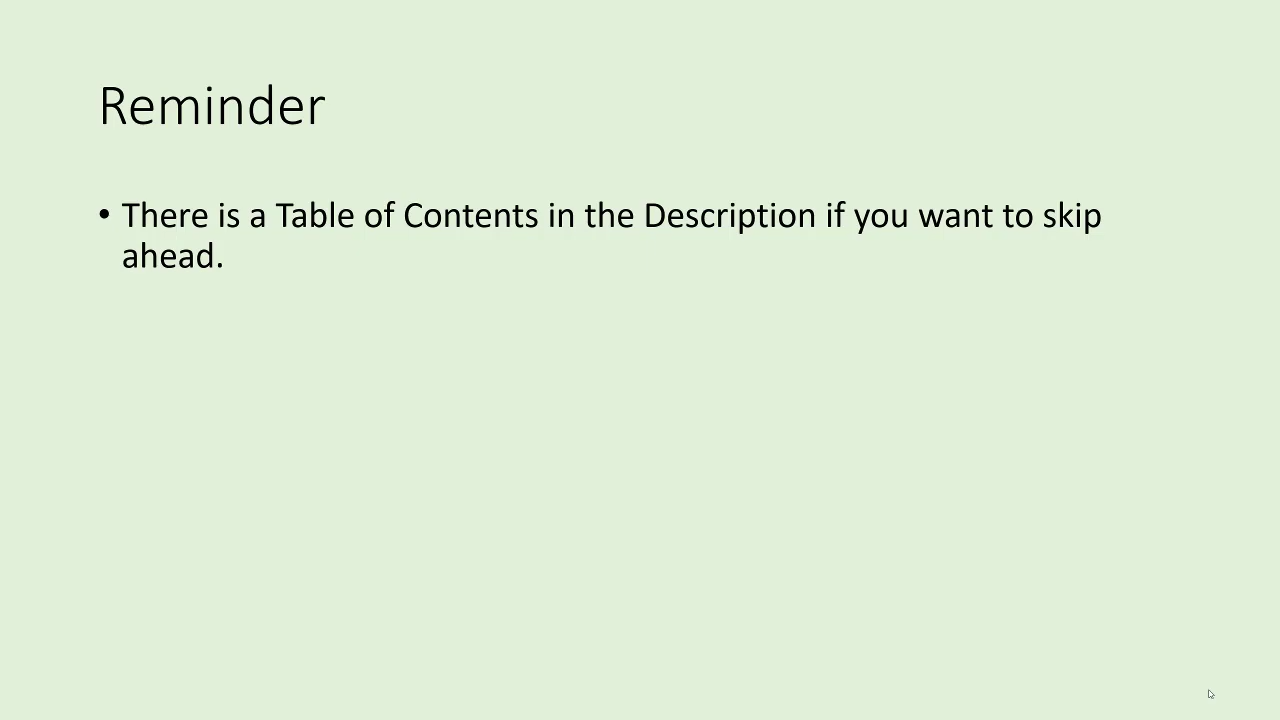 Reminder
• There is a Table of Contents in the Description if you want to skip
ahead.